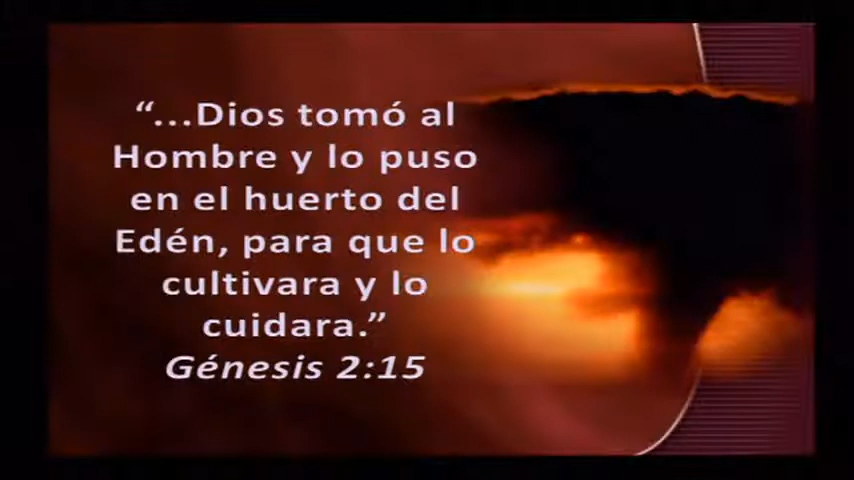 “...Dios tomó al
Hombre y lo puso
en el huerto del
Edén, para que lo
cultivara y lo
cuidara.”
Génesis 2:15